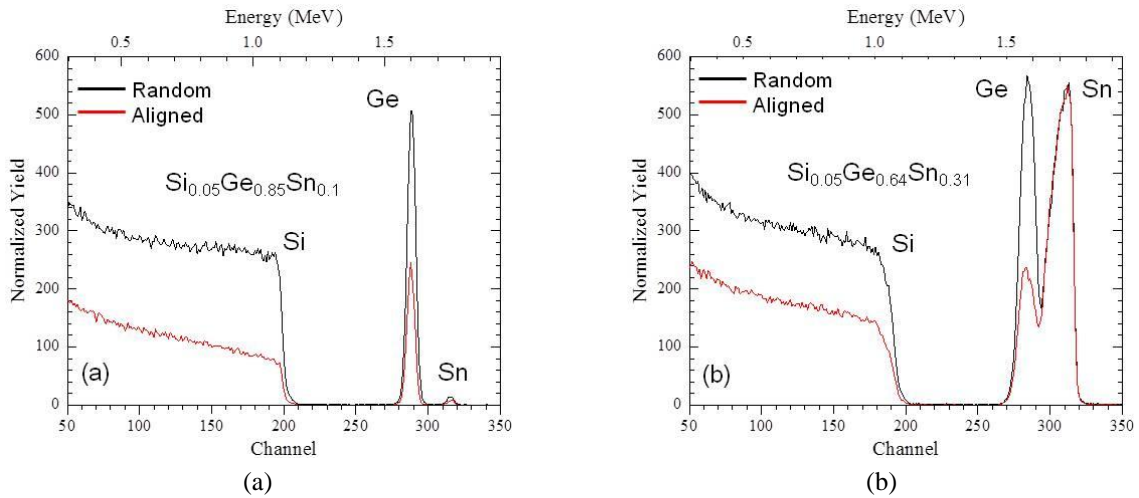 Energy (MeV)
0.5 1.0 1.5
600
500
400
300
200
100
0
Normalized Yield
Random
Aligned
Ge
Si0.05Ge0.85Sn0.1
Si
Sn
(a)
50 100 150 200 250 300 350
Channel
(a)
Energy (MeV)
0.5 1.0 1.5
600
500
400
300
200
100
0
Normalized Yield
Random
Aligned
Ge
Sn
Si0.05Ge0.64Sn0.31
Si
(b)
50 100 150 200 250 300 350
Channel
(b)